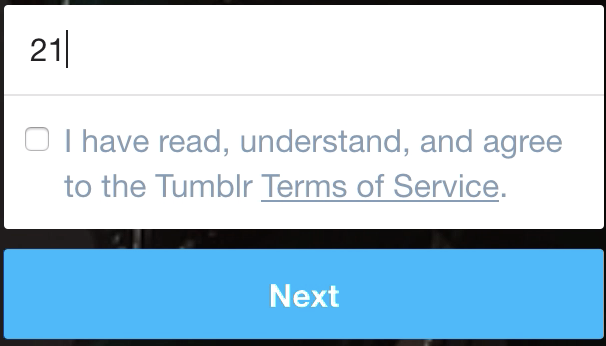 21
I have read, understand, and agree
to the Tumblr Terms of Service.
Next